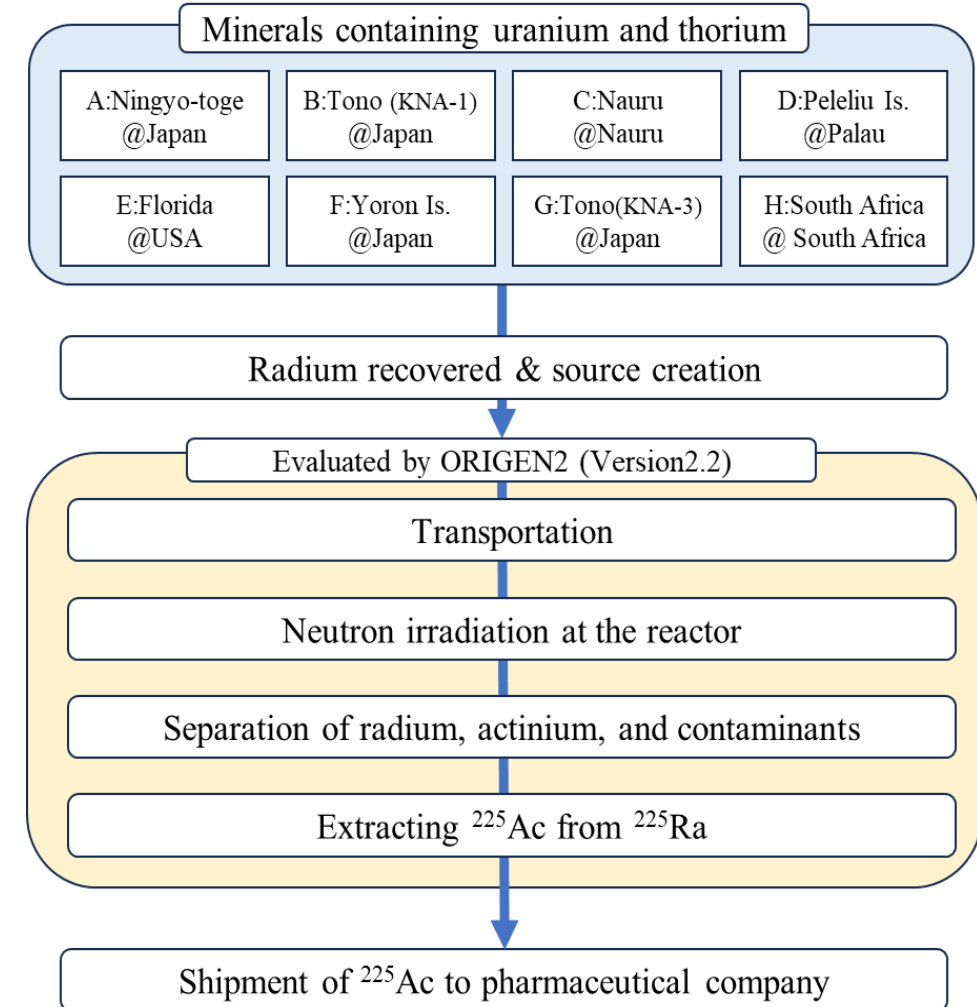 Minerals containing uranium and thorium
A:Ningyo-toge
@Japan
B:Tono (KNA-1)
@Japan
C:Nauru
@Nauru
D:Peleliu Is.
@Palau
E:Florida
@USA
F:Yoron Is.
@Japan
G:Tono(KNA-3)
@Japan
H:South Africa
@ South Africa
Radium recovered & source creation
Evaluated by ORIGEN2 (Version2.2)
Transportation
Neutron irradiation at the reactor
Separation of radium, actinium, and contaminants
Extracting ²²⁵Ac from ²²⁵Ra
Shipment of ²²⁵Ac to pharmaceutical company